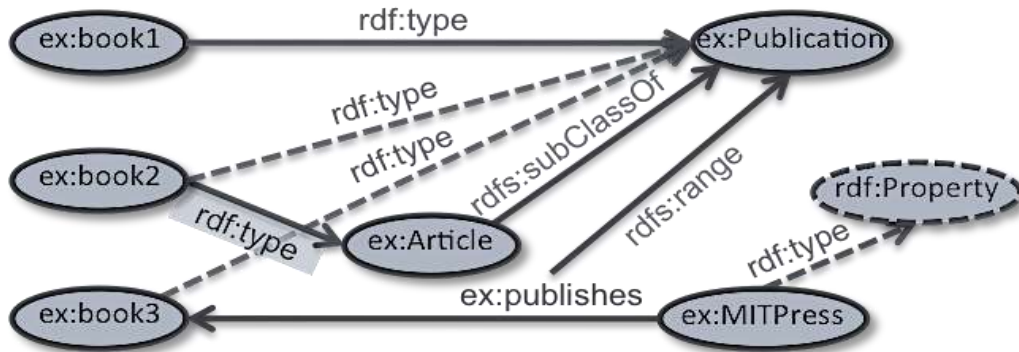 rdf:type
ex:book1
ex:Publication
rdf:type
rdf:type
rdfs:subClassOf
ex:book2
rdf:type
rdfs:range
rdf:Property
ex:Article
rdf:type
ex:publishes
ex:book3
ex:MITPress